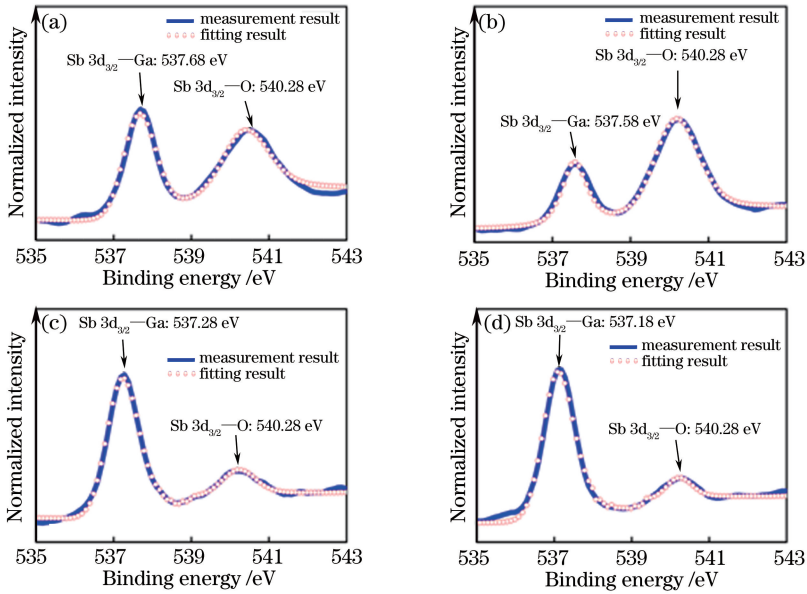 (a)
measurement result
fitting result
Sb 3d3/2—Ga: 537.68 eV
Sb 3d3/2—O: 540.28 eV
Normalized intensity
535 537 539 541 543
Binding energy /eV
(b)
measurement result
fitting result
Sb 3d3/2—O: 540.28 eV
Sb 3d3/2—Ga: 537.58 eV
Normalized intensity
535 537 539 541 543
Binding energy /eV
(c)
Sb 3d3/2—Ga: 537.28 eV
measurement result
fitting result
Sb 3d3/2—O: 540.28 eV
Normalized intensity
535 537 539 541 543
Binding energy /eV
(d)
Sb 3d3/2—Ga: 537.18 eV
measurement result
fitting result
Sb 3d3/2—O: 540.28 eV
Normalized intensity
535 537 539 541 543
Binding energy /eV